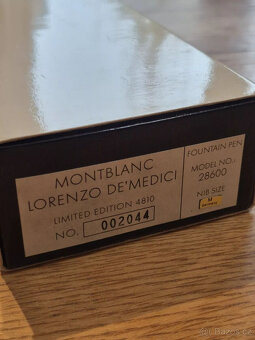 MONTBLANC
LORENZO DE'MEDICI
LIMITED EDITION 4810
NO. 002044
FOUNTAIN PEN
MODEL NO.:
28600
NIB SIZE
M